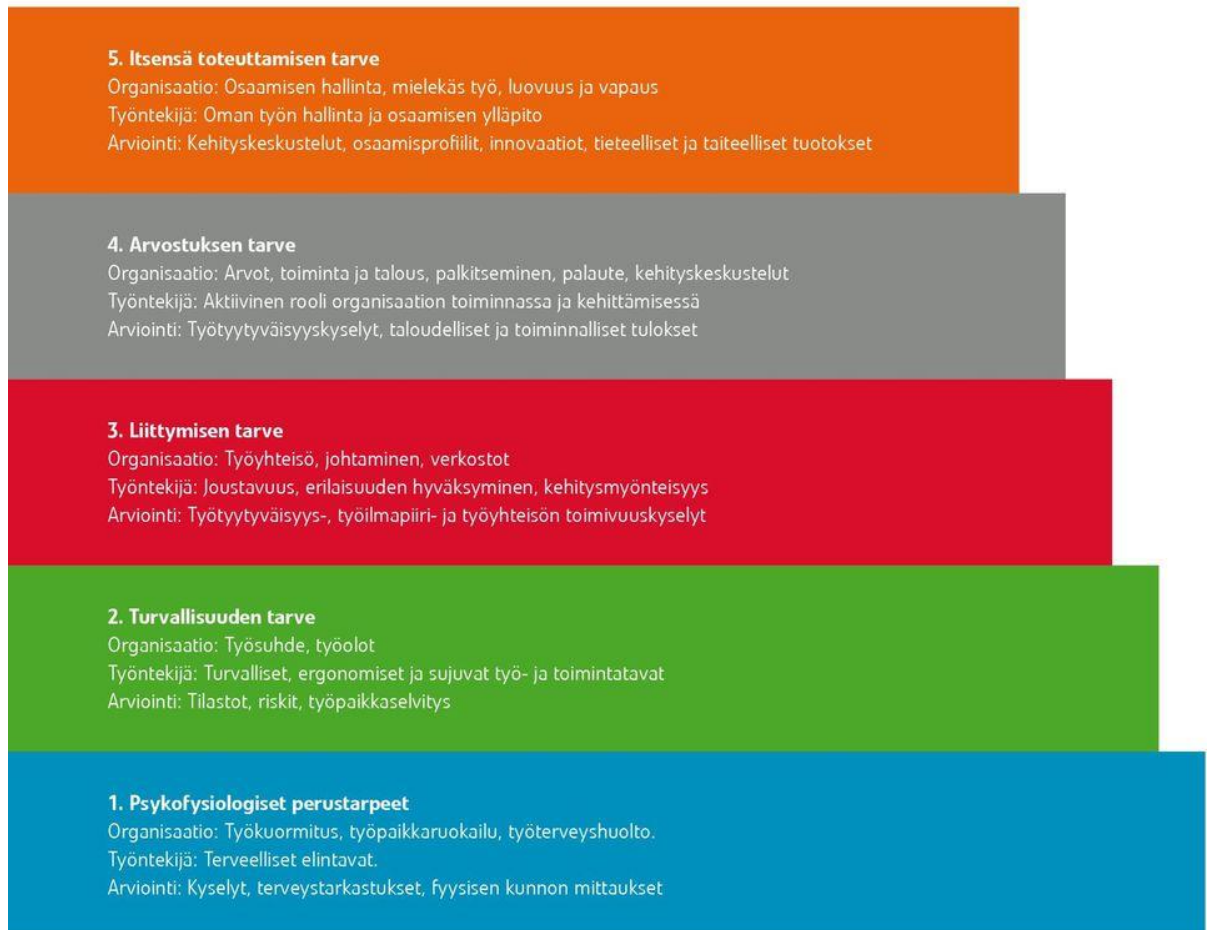 5. Itsensä toteuttamisen tarve
Organisaatio: Osaamisen hallinta, mielekäs työ, luovuus ja vapaus
Työntekijä: Oman työn hallinta ja osaamisen ylläpito
Arviointi: Kehityskeskustelut, osaamisprofiilit, innovaatiot, tieteelliset ja taiteelliset tuotokset
4. Arvostuksen tarve
Organisaatio: Arvot, toiminta ja talous, palkitseminen, palaute, kehityskeskustelut
Työntekijä: Aktiivinen rooli organisaation toiminnassa ja kehittämisessä
Arviointi: Työtyytyväisyyskyselyt, taloudelliset ja toiminnalliset tulokset
3. Liittymisen tarve
Organisaatio: Työyhteisö, johtaminen, verkostot
Työntekijä: Joustavuus, erilaisuuden hyväksyminen, kehitysmyönteisyys
Arviointi: Työtyytyväisyys-, työilmapiiri- ja työyhteisön toimivuuskyselyt
2. Turvallisuuden tarve
Organisaatio: Työsuhde, työolot
Työntekijä: Turvalliset, ergonomiset ja sujuvat työ- ja toimintatavat
Arviointi: Tilastot, riskit, työpaikkaselvitys
1. Psykofysiologiset perustarpeet
Organisaatio: Työkuormitus, työpaikkaruokailu, työterveyshuolto.
Työntekijä: Terveelliset elintavat.
Arviointi: Kyselyt, terveystarkastukset, fyysisen kunnon mittaukset